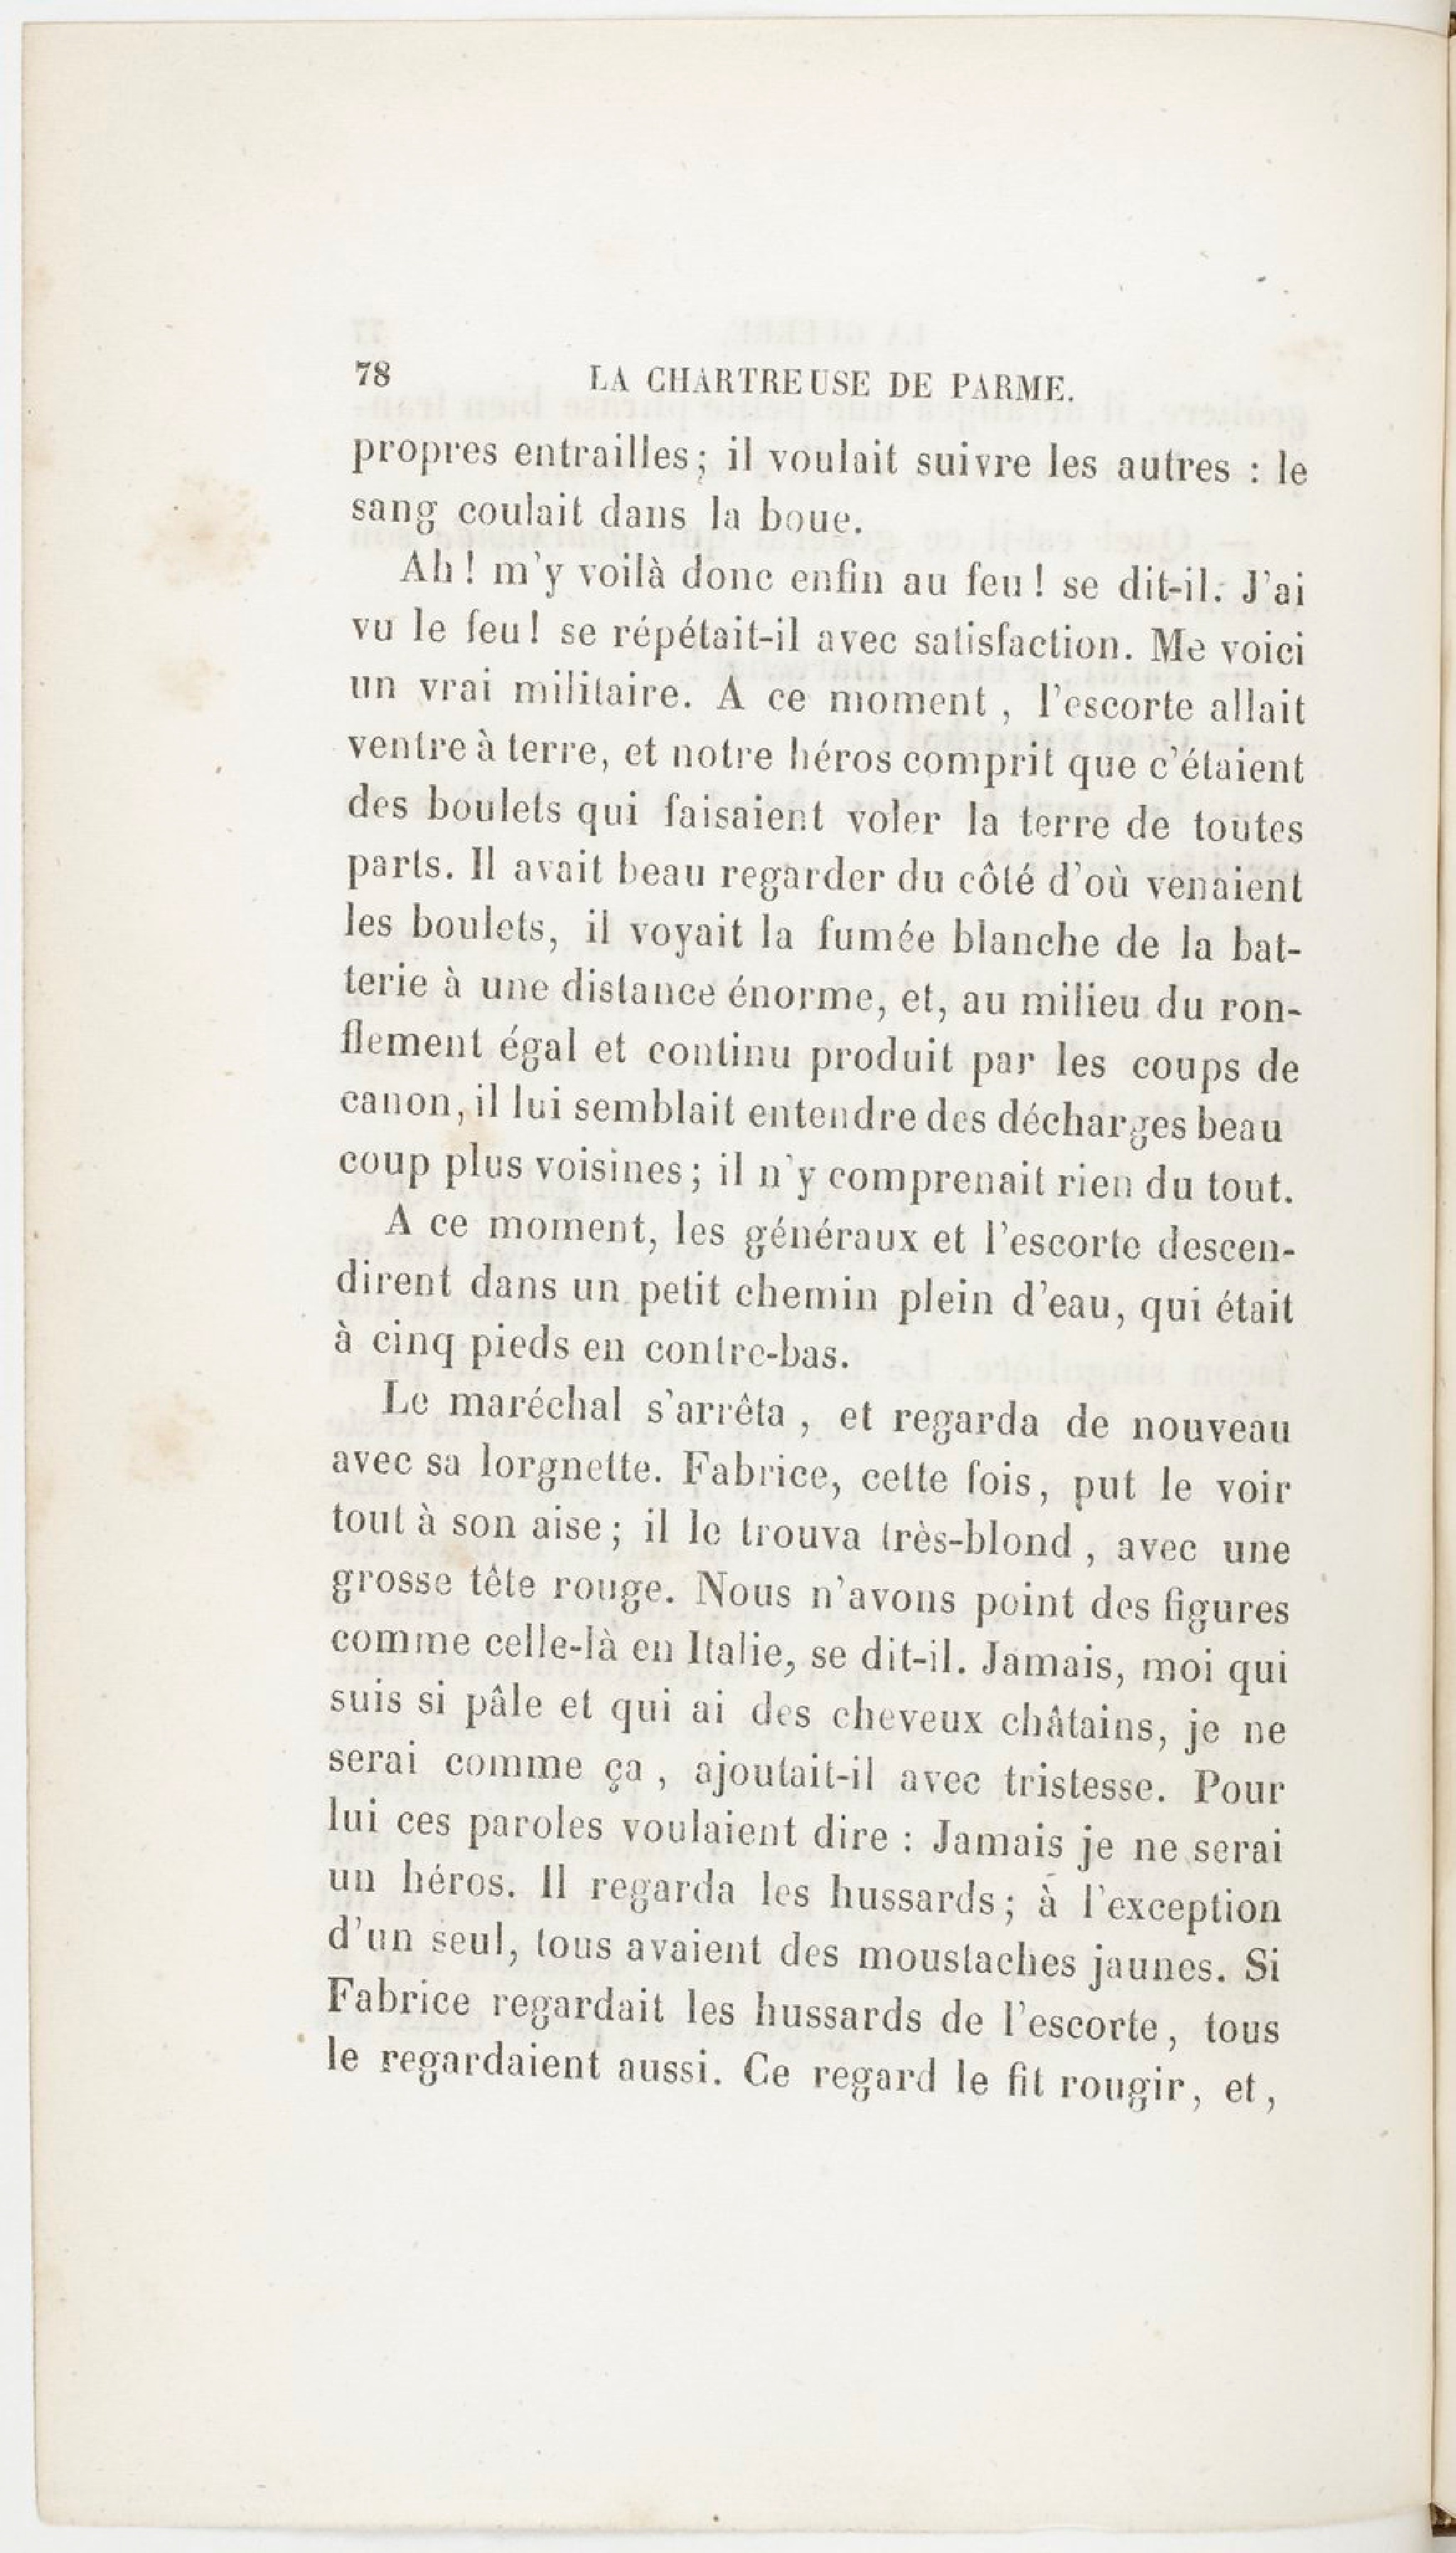 78 LA CHARTREUSE DE PARME.
propres entrailles; il voulait suivre les autres : le
sang coulait dans la boue.
Ah! m'y voilà donc enfin au feu! se dit-il. J'ai
vu le feu! se répétait-il avec satisfaction. Me voici
un vrai militaire. A ce moment, l'escorte allait
ventre à terre, et notre héros comprit que c'étaient
des boulets qui faisaient voler la terre de toutes
parts. Il avait beau regarder du côté d'où venaient
les boulets, il voyait la fumée blanche de la bat-
terie à une distance énorme, et, au milieu du ron-
flement égal et continu produit par les coups de
canon, il lui semblait entendre des décharges beau
coup plus voisines; il n'y comprenait rien du tout.
A ce moment, les généraux et l'escorte descen-
dirent dans un petit chemin plein d'eau, qui était
à cinq pieds en contre-bas.
Le maréchal s'arrêta, et regarda de nouveau
avec sa lorgnette. Fabrice, cette fois, put le voir
tout à son aise; il le trouva très-blond, avec une
grosse tête rouge. Nous n'avons point des figures
comme celle-là en Italie, se dit-il. Jamais, moi qui
suis si pâle et qui ai des cheveux châtains, je ne
serai comme ça, ajoutait-il avec tristesse. Pour
lui ces paroles voulaient dire : Jamais je ne serai
un héros. Il regarda les hussards; à l'exception
d'un seul, tous avaient des moustaches jaunes. Si
Fabrice regardait les hussards de l'escorte, tous
le regardaient aussi. Ce regard le fit rougir, et,